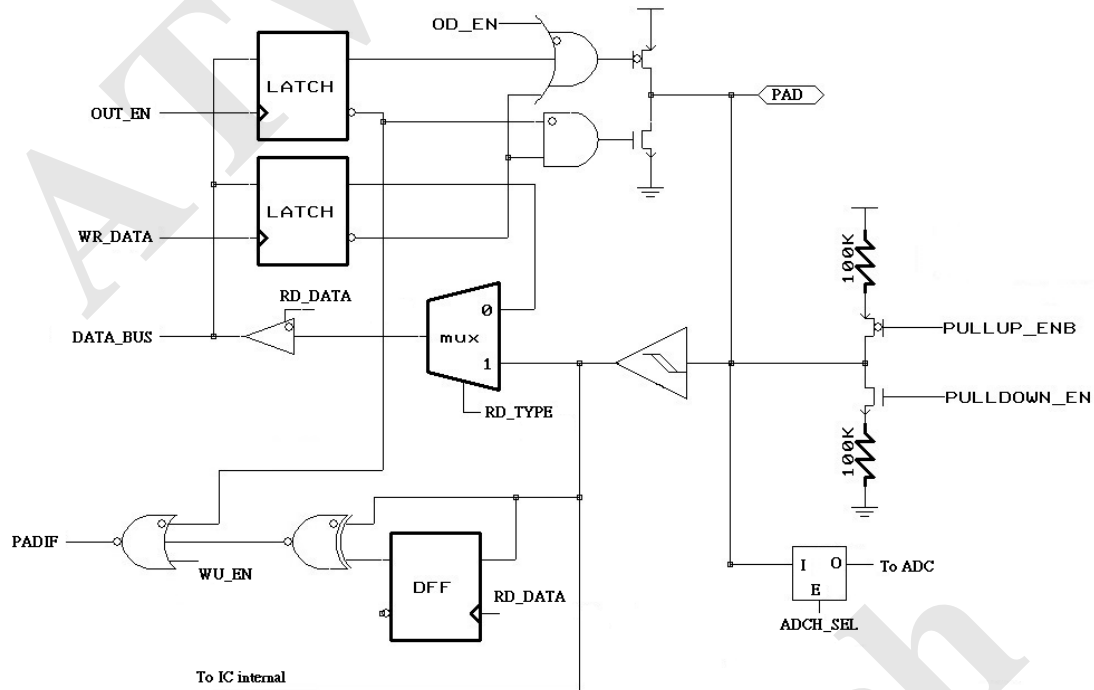 OD_EN
LATCH
PAD
OUT_EN
LATCH
WR_DATA
100K
RD_DATA
0
DATA_BUS
mux
PULLUP_ENB
1
RD_TYPE
PULLDOWN_EN
100K
PADIF
WU_EN
I O
To ADC
E
DFF
RD_DATA
ADCH_SEL
To IC internal